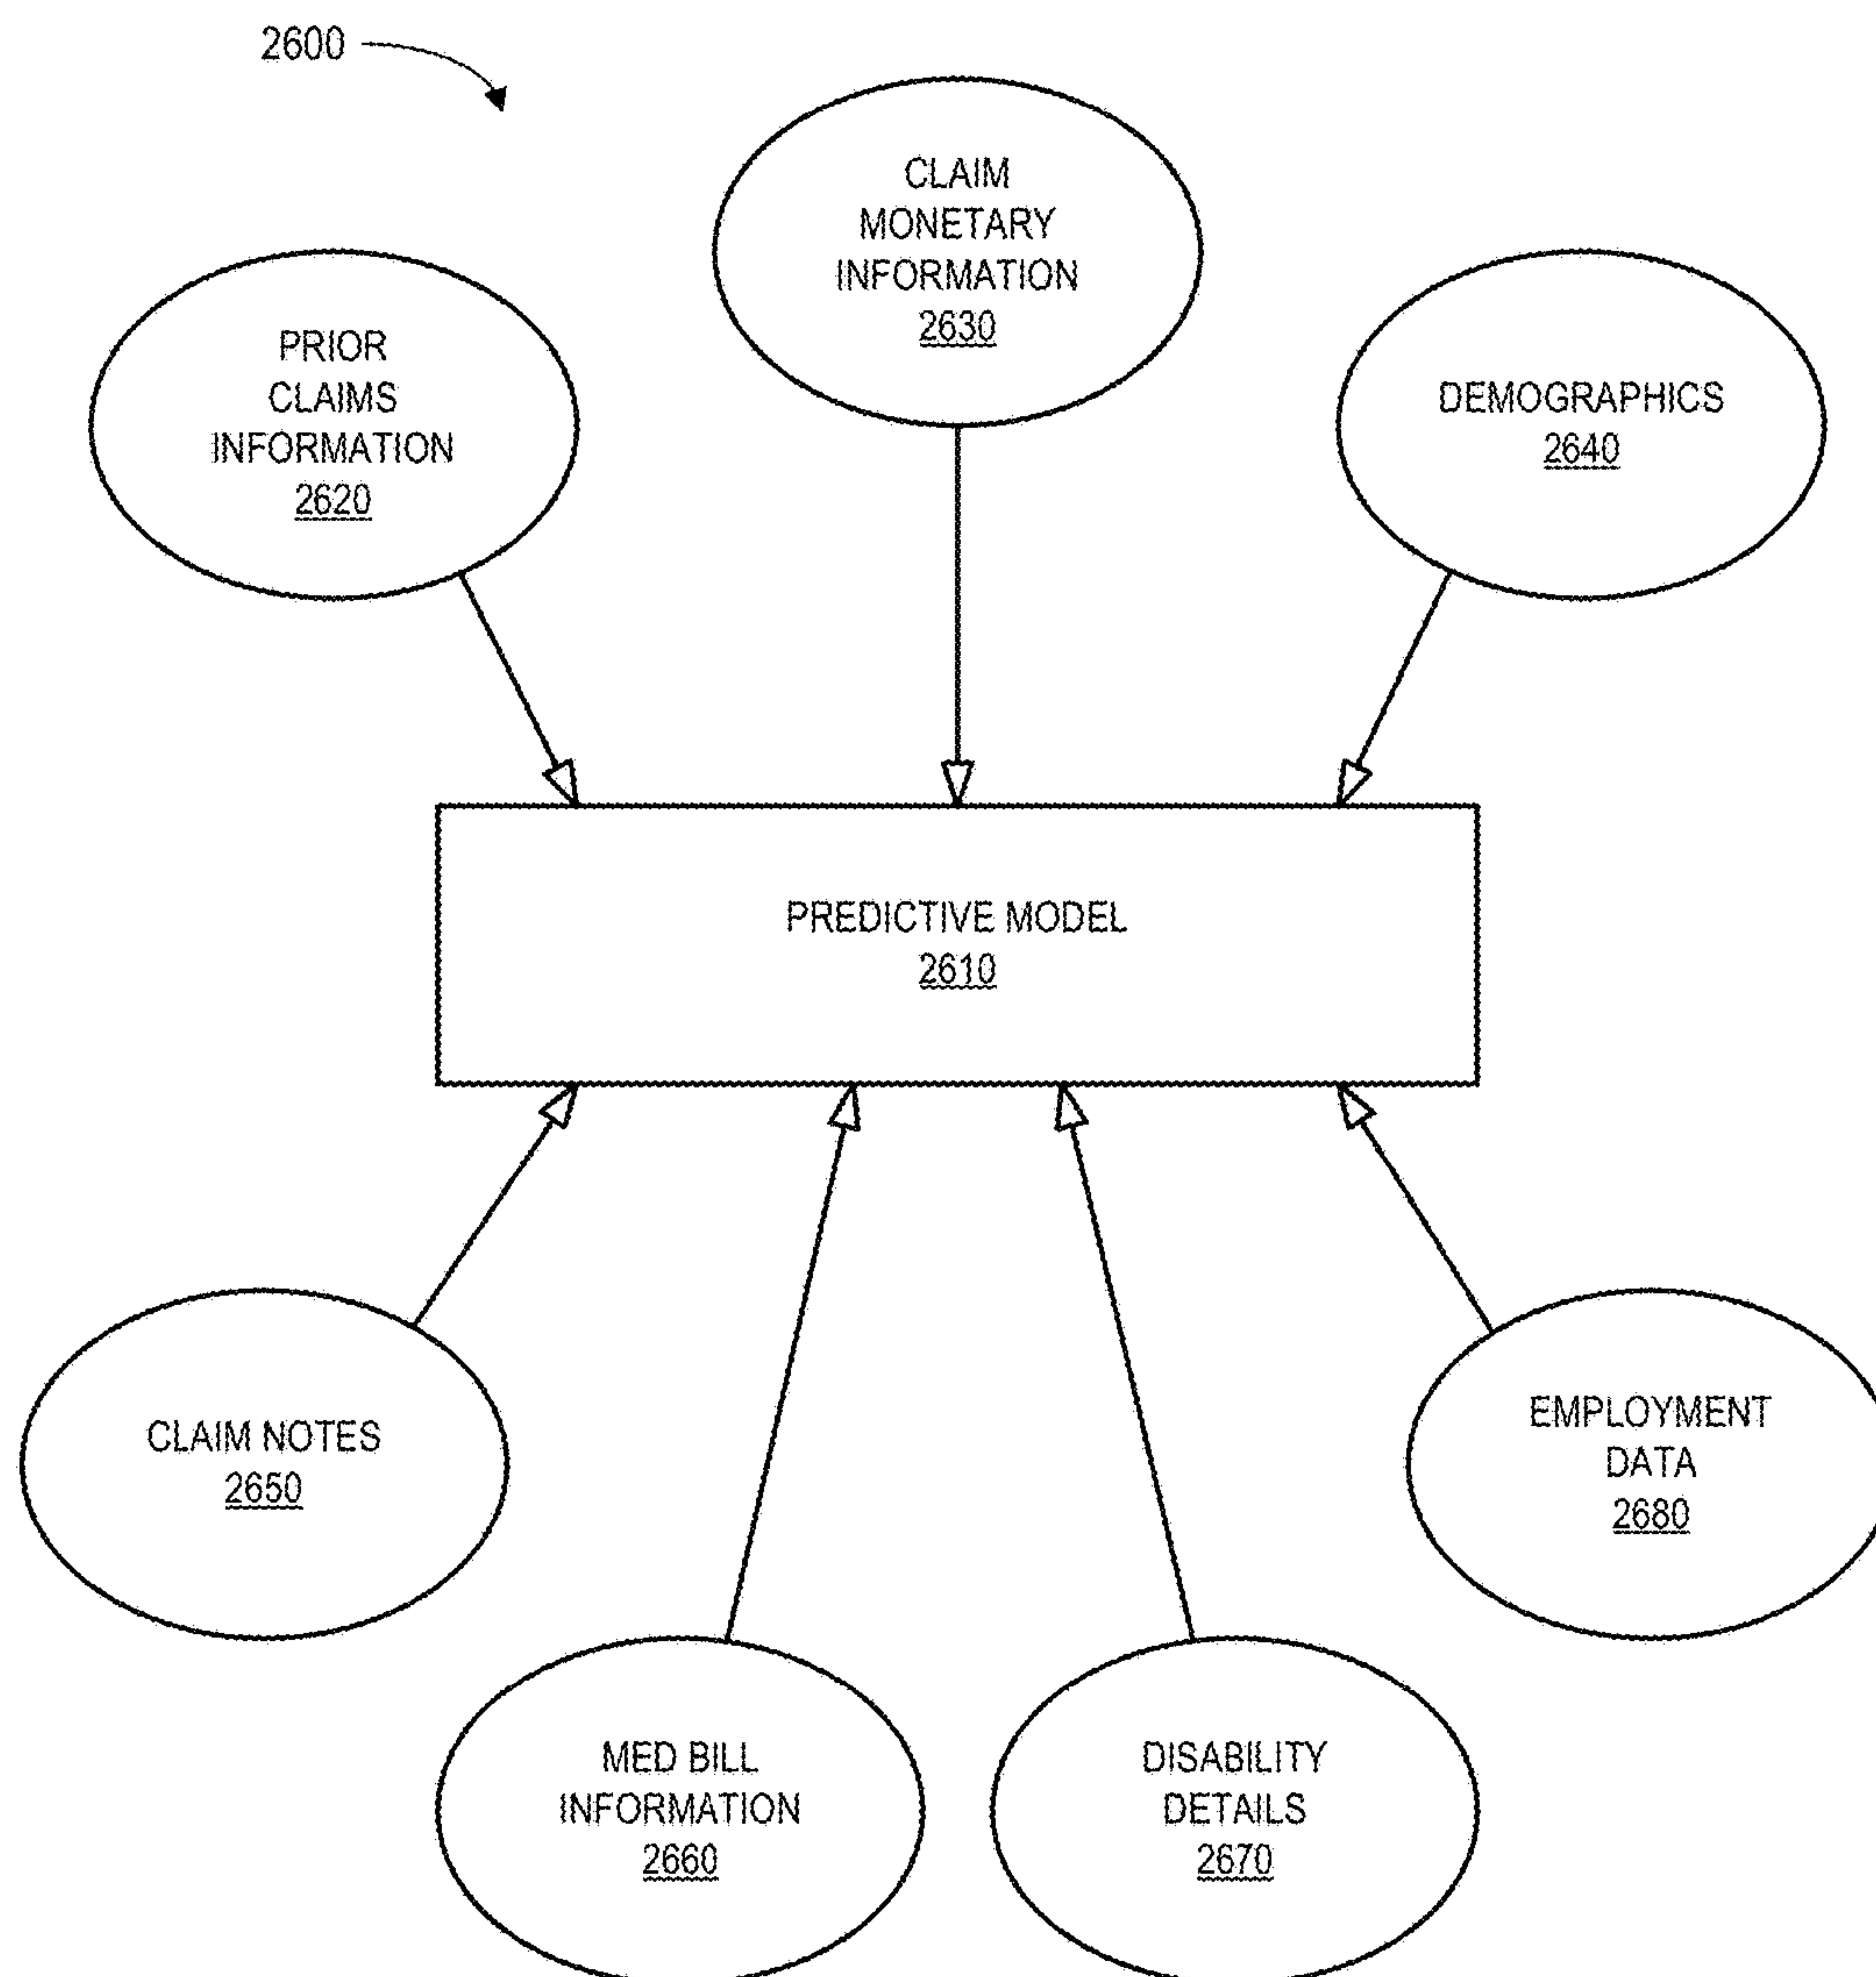 2600
CLAIM
MONETARY
INFORMATION
2630
PRIOR
CLAIMS
INFORMATION
2620
DEMOGRAPHICS
2640
PREDICTIVE MODEL
2610
CLAIM NOTES
2650
EMPLOYMENT
DATA
2680
MED BILL
INFORMATION
2660
DISABILITY
DETAILS
2670